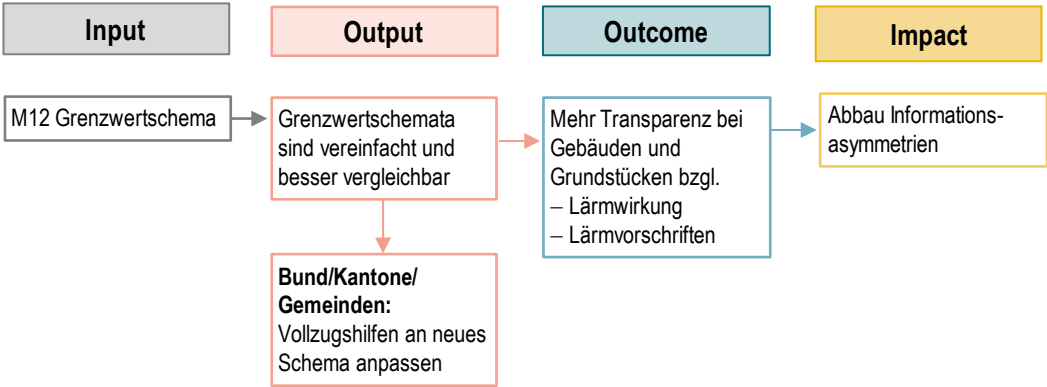 Input
Output
Outcome
Impact
M12 Grenzwertschema
Grenzwertschemata
sind vereinfacht und
besser vergleichbar
Bund/Kantone/
Gemeinden:
Vollzugshilfen an neues
Schema anpassen
Mehr Transparenz bei
Gebäuden und
Grundstücken bzgl.
– Lärmwirkung
– Lärmvorschriften
Abbau Informations-
asymmetrien